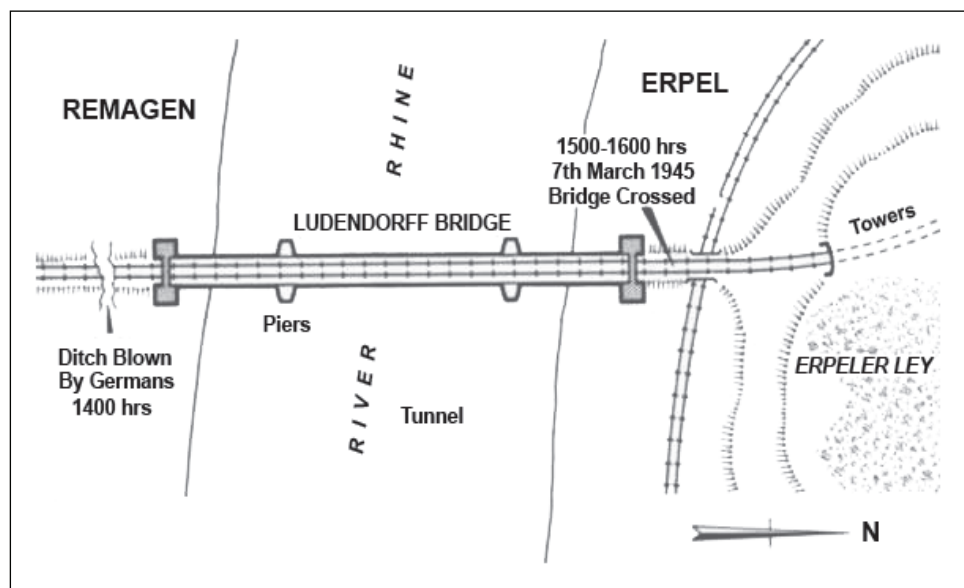 REMAGEN
RHINE
ERPEL
1500-1600 hrs
7th March 1945
Bridge Crossed
LUDENDORFF BRIDGE
Towers
Piers
Ditch Blown
By Germans
1400 hrs
RIVER
Tunnel
ERPELER LEY
N